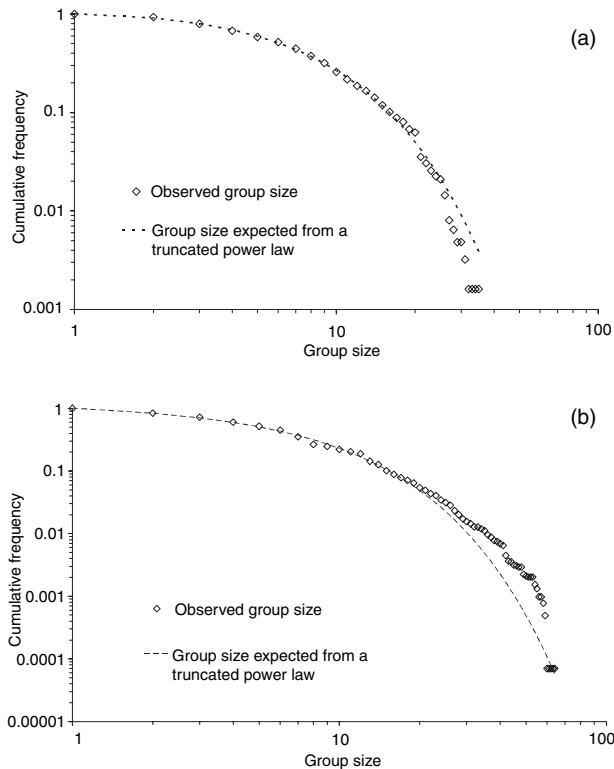 (a)
1
0.1
0.01
0.001
Cumulative frequency
Observed group size
Group size expected from a
truncated power law
1
10
100
Group size
(b)
1
0.1
0.01
0.001
0.0001
0.00001
Cumulative frequency
Observed group size
Group size expected from a
truncated power law
1
10
100
Group size